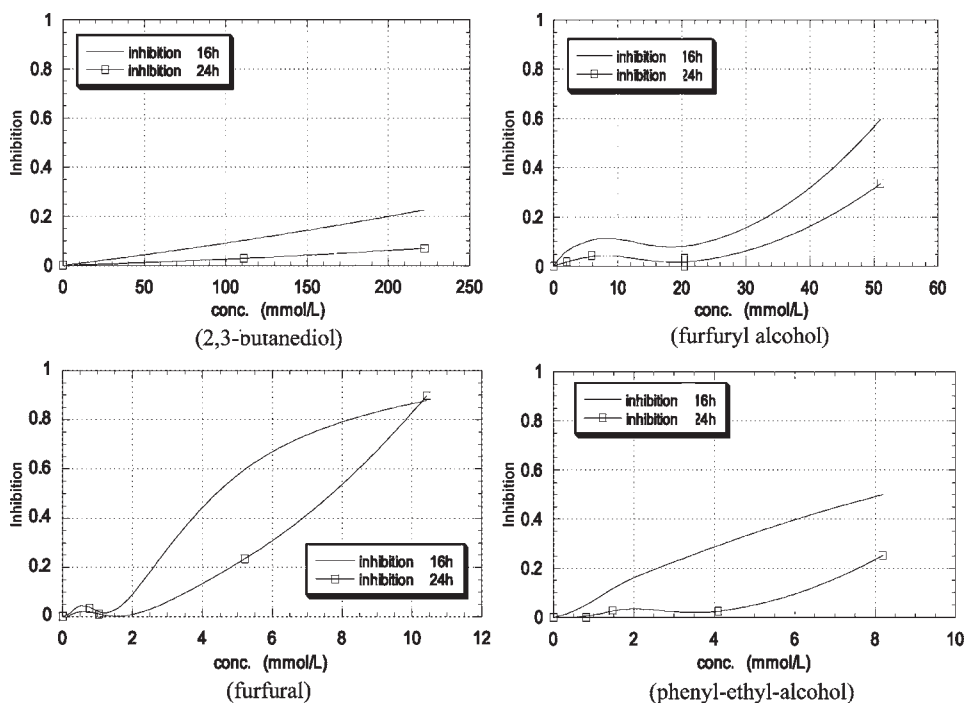 1
0.8
0.6
0.4
0.2
0
Inhibition
inhibition 16h
inhibition 24h
0 50 100 150 200 250
conc. (mmol/L)
(2,3-butanediol)
1
0.8
0.6
0.4
0.2
0
Inhibition
inhibition 16h
inhibition 24h
0 10 20 30 40 50 60
conc. (mmol/L)
(furfuryl alcohol)
1
0.8
0.6
0.4
0.2
0
Inhibition
inhibition 16h
inhibition 24h
0 2 4 6 8 10 12
conc. (mmol/L)
(furfural)
1
0.8
0.6
0.4
0.2
0
Inhibition
inhibition 16h
inhibition 24h
0 2 4 6 8 10
conc. (mmol/L)
(phenyl-ethyl-alcohol)